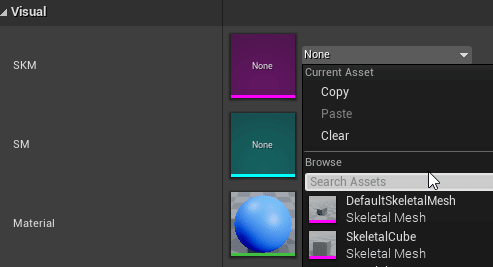 Visual
SKM
None
None
Current Asset
Copy
Paste
Clear
SM
None
Browse
Search Assets
Material
DefaultSkeletalMesh
Skeletal Mesh
SkeletalCube
Skeletal Mesh